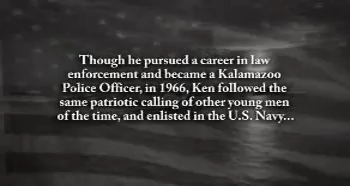 Though he pursued a career in law
enforcement and became a Kalamazoo
Police Officer, in 1966, Ken followed the
same patriotic calling of other young men
of the time, and enlisted in the U.S. Navy...